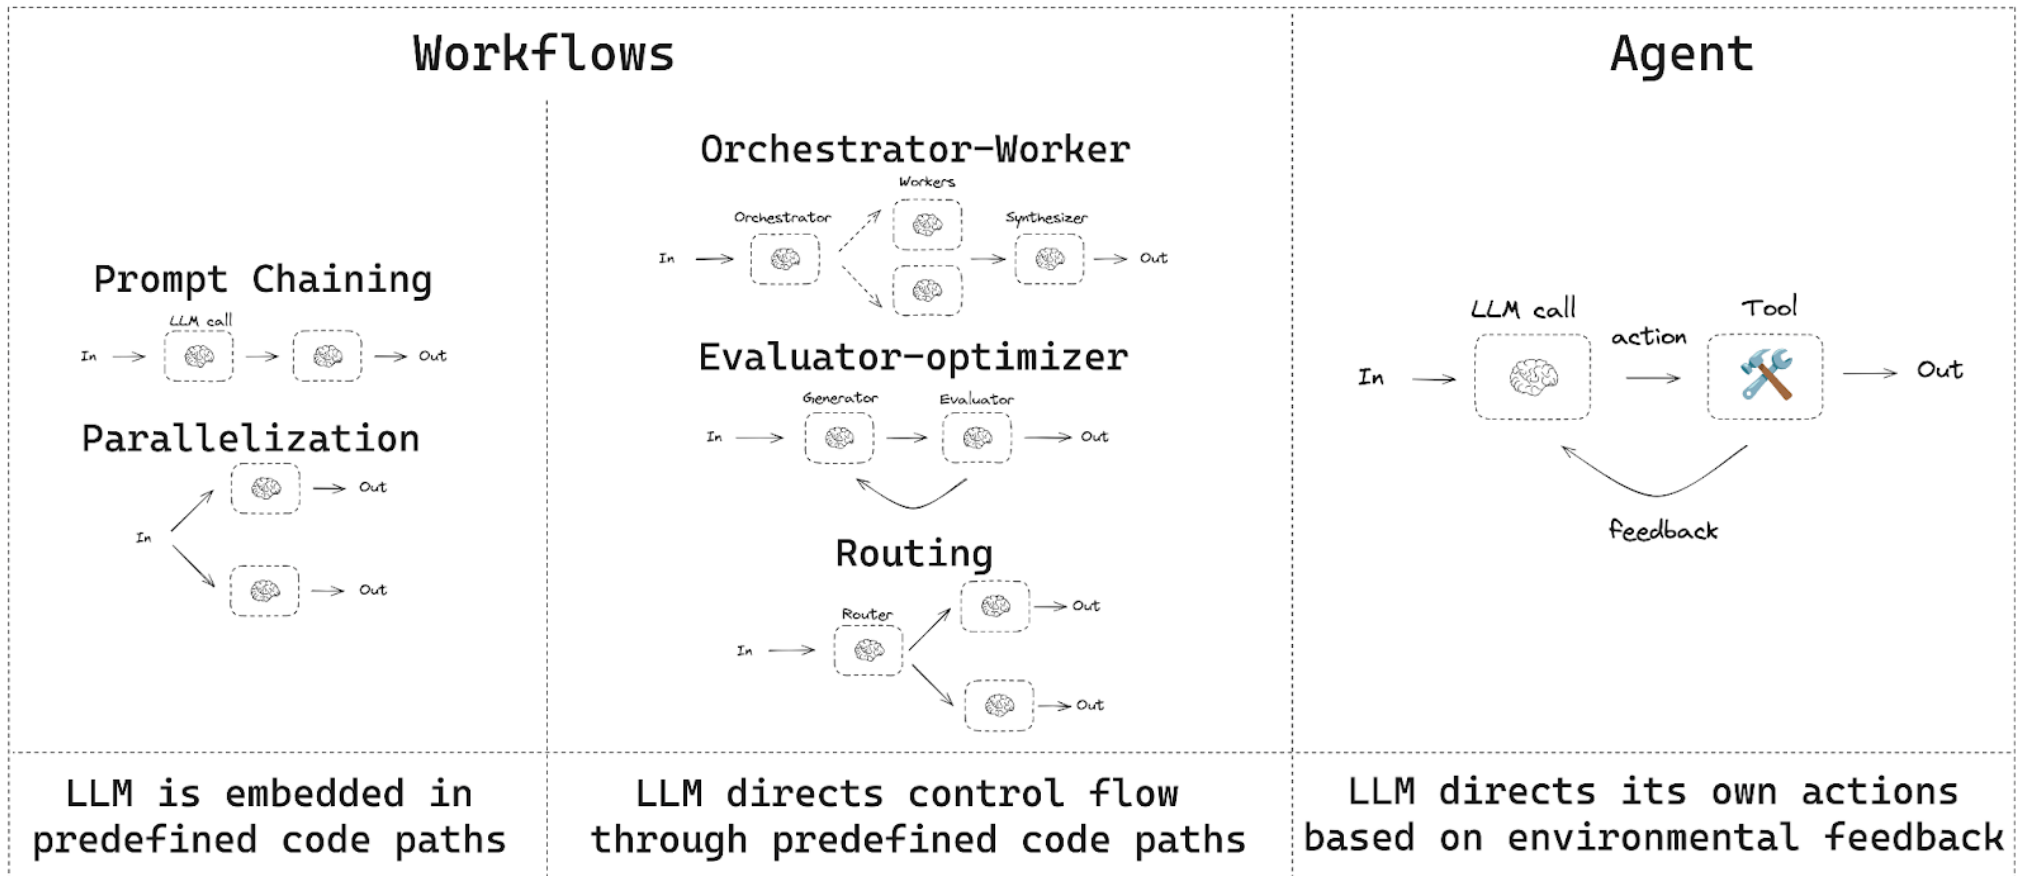 Workflows
Agent
Prompt Chaining
LLM call
In
Out
Parallelization
In
Out
Out
Orchestrator-Worker
Workers
Orchestrator
Synthesizer
In
Out
Evaluator-optimizer
Generator
Evaluator
In
Out
Routing
Router
In
Out
Out
LLM call
action
Tool
In
Out
feedback
LLM is embedded in
predefined code paths
LLM directs control flow
through predefined code paths
LLM directs its own actions
based on environmental feedback